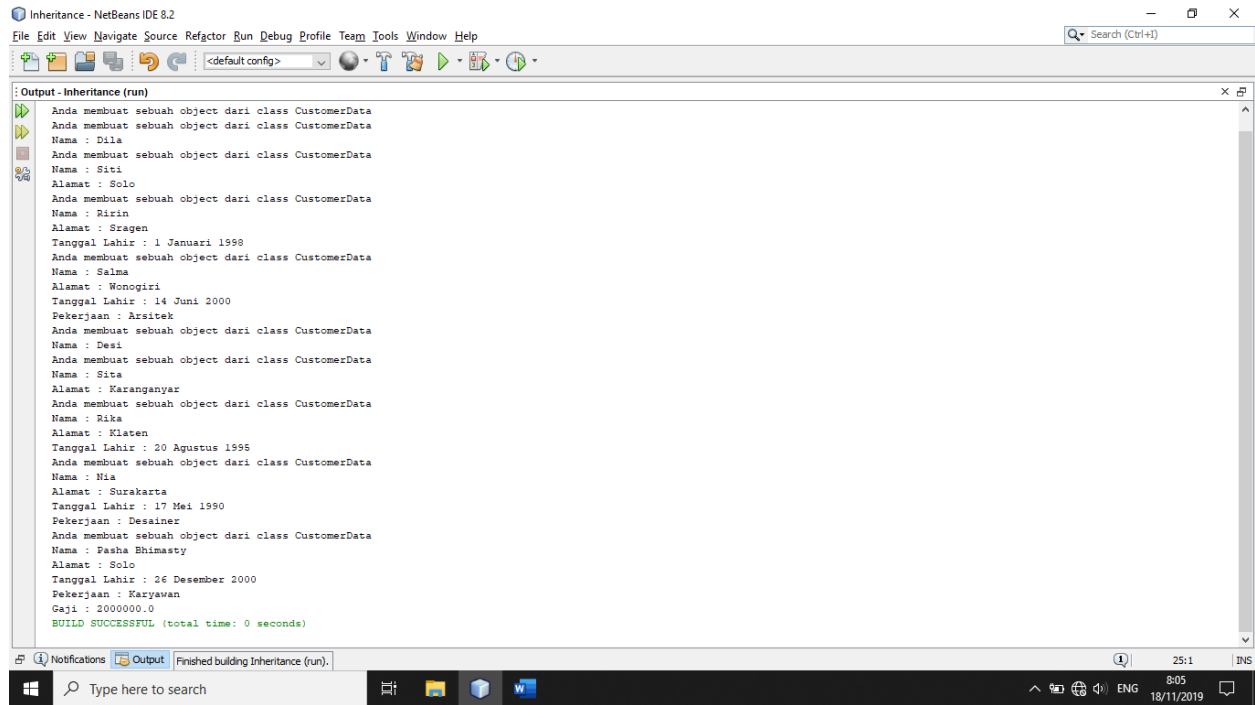 Inheritance - NetBeans IDE 8.2
File Edit View Navigate Source Refactor Run Debug Profile Team Tools Window Help
Search (Ctrl+I)
<default config>
Output - Inheritance (run)
Anda membuat sebuah object dari class CustomerData
Anda membuat sebuah object dari class CustomerData
Nama : Dila
Anda membuat sebuah object dari class CustomerData
Nama : Siti
Alamat : Solo
Anda membuat sebuah object dari class CustomerData
Nama : Ririn
Alamat : Sragen
Tanggal Lahir : 1 Januari 1998
Anda membuat sebuah object dari class CustomerData
Nama : Salma
Alamat : Wonogiri
Tanggal Lahir : 14 Juni 2000
Pekerjaan : Arsitek
Anda membuat sebuah object dari class CustomerData
Nama : Desi
Anda membuat sebuah object dari class CustomerData
Nama : Sita
Alamat : Karanganyar
Anda membuat sebuah object dari class CustomerData
Nama : Rika
Alamat : Klaten
Tanggal Lahir : 20 Agustus 1995
Anda membuat sebuah object dari class CustomerData
Nama : Nia
Alamat : Surakarta
Tanggal Lahir : 17 Mei 1990
Pekerjaan : Desainer
Anda membuat sebuah object dari class CustomerData
Nama : Pasha Bhimasty
Alamat : Solo
Tanggal Lahir : 26 Desember 2000
Pekerjaan : Karyawan
Gaji : 2000000.0
BUILD SUCCESSFUL (total time: 0 seconds)
Notifications Output Finished building Inheritance (run). 1 25:1 INS
Type here to search
ENG
8:05
18/11/2019